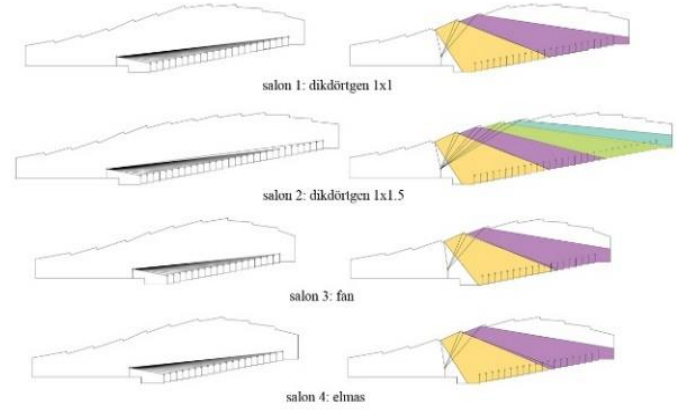 salon 1: dikdörtgen 1x1
salon 2: dikdörtgen 1x1.5
salon 3: fan
salon 4: elmas